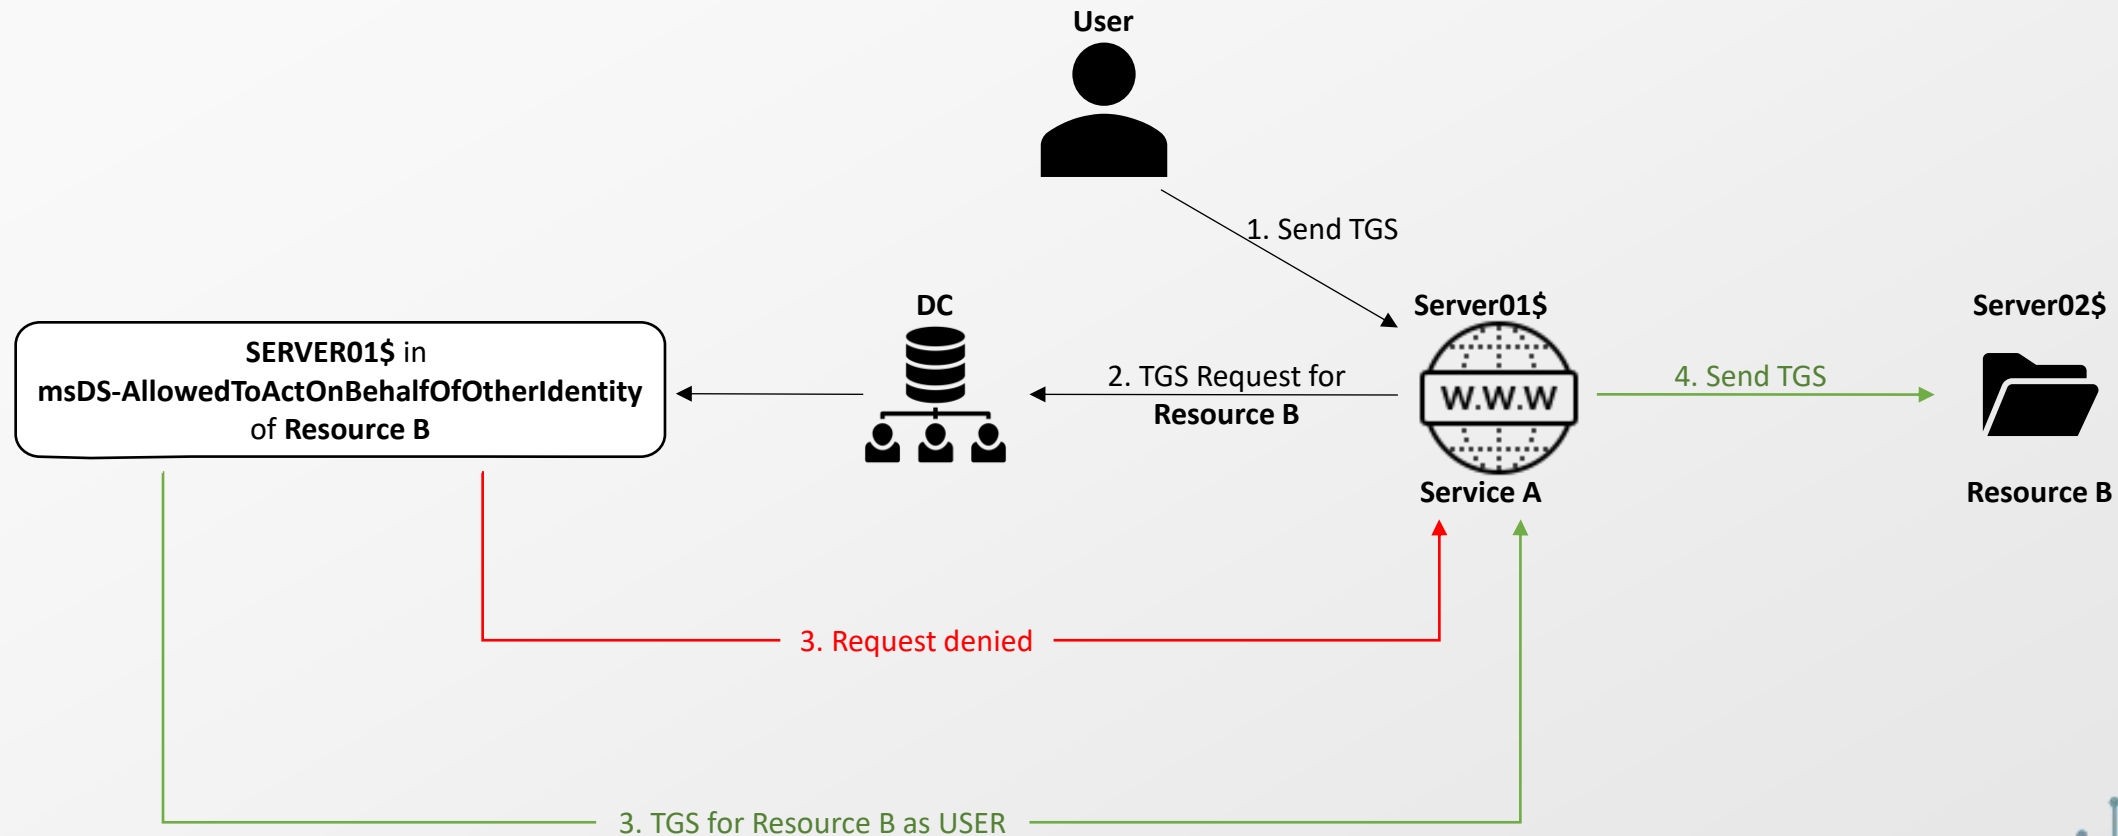 User
1. Send TGS
DC
Server01$
Server02$
SERVER01$ in
msDS-AllowedToActOnBehalfOfOtherIdentity
of Resource B
2. TGS Request for
Resource B
W.W.W
4. Send TGS
Service A
Resource B
3. Request denied
3. TGS for Resource B as USER